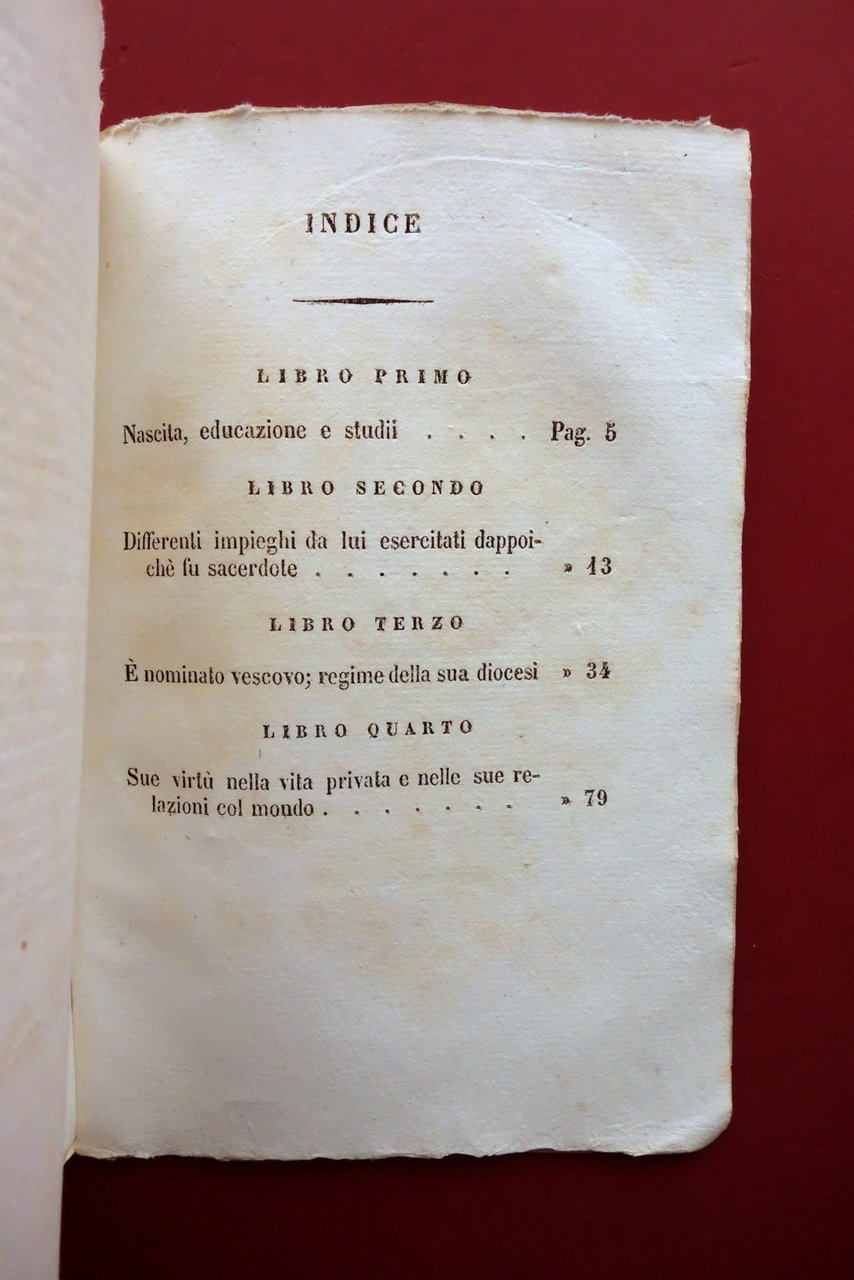 INDICE
LIBRO PRIMO
Nascita, educazione e studii . . . . Pag. 5
LIBRO SECONDO
Differenti impieghi da lui esercitati dappoi-
chè fu sacerdote . . . . . . . » 13
LIBRO TERZO
È nominato vescovo; regime della sua diocesi » 34
LIBRO QUARTO
Sue virtù nella vita privata e nelle sue re-
lazioni col mondo . . . . . . . » 79